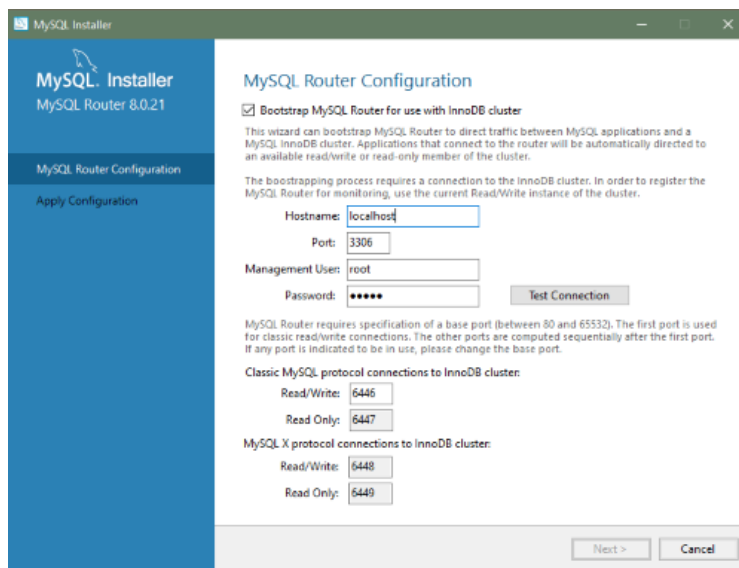 MySQL Installer
MySQL. Installer
MySQL Router 8.0.21
MySQL Router Configuration
Apply Configuration
MySQL Router Configuration
Bootstrap MySQL Router for use with InnoDB cluster
This wizard can bootstrap MySQL Router to direct traffic between MySQL applications and a
MySQL InnoDB cluster. Applications that connect to the router will be automatically directed to
an available read/write or read-only member of the cluster.
The boostrapping process requires a connection to the InnoDB cluster. In order to register the
MySQL Router for monitoring, use the current Read/Write instance of the cluster.
Hostname: localhost
Port: 3306
Management User: root
Password: ●●●●● Test Connection
MySQL Router requires specification of a base port (between 80 and 65532). The first port is used
for classic read/write connections. The other ports are computed sequentially after the first port.
If any port is indicated to be in use, please change the base port.
Classic MySQL protocol connections to InnoDB cluster:
Read/Write: 6446
Read Only: 6447
MySQL X protocol connections to InnoDB cluster:
Read/Write: 6448
Read Only: 6449
Next > Cancel